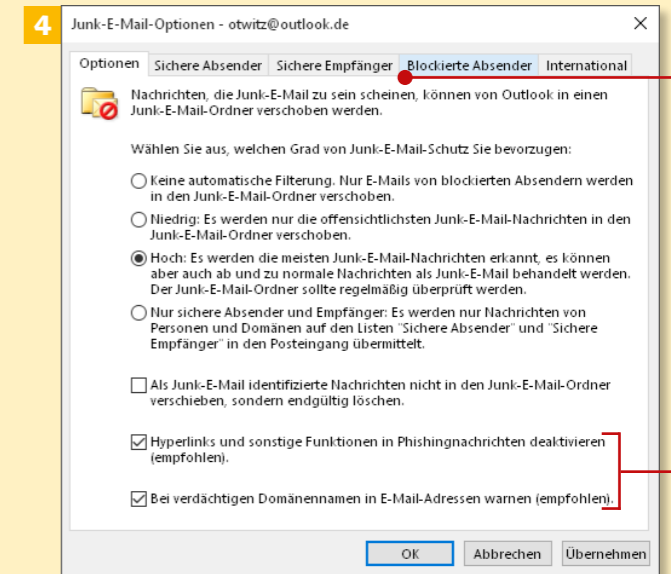 4
Junk-E-Mail-Optionen - otwitz@outlook.de
Optionen Sichere Absender Sichere Empfänger Blockierte Absender International
Nachrichten, die Junk-E-Mail zu sein scheinen, können von Outlook in einen
Junk-E-Mail-Ordner verschoben werden.
Wählen Sie aus, welchen Grad von Junk-E-Mail-Schutz Sie bevorzugen:
Keine automatische Filterung. Nur E-Mails von blockierten Absendern werden
in den Junk-E-Mail-Ordner verschoben.
Niedrig: Es werden nur die offensichtlichsten Junk-E-Mail-Nachrichten in den
Junk-E-Mail-Ordner verschoben.
Hoch: Es werden die meisten Junk-E-Mail-Nachrichten erkannt, es können
aber auch ab und zu normale Nachrichten als Junk-E-Mail behandelt werden.
Der Junk-E-Mail-Ordner sollte regelmäßig überprüft werden.
Nur sichere Absender und Empfänger: Es werden nur Nachrichten von
Personen und Domänen auf den Listen "Sichere Absender" und "Sichere
Empfänger" in den Posteingang übermittelt.
Als Junk-E-Mail identifizierte Nachrichten nicht in den Junk-E-Mail-Ordner
verschieben, sondern endgültig löschen.
Hyperlinks und sonstige Funktionen in Phishingnachrichten deaktivieren
(empfohlen).
Bei verdächtigen Domänennamen in E-Mail-Adressen warnen (empfohlen).
OK Abbrechen Übernehmen